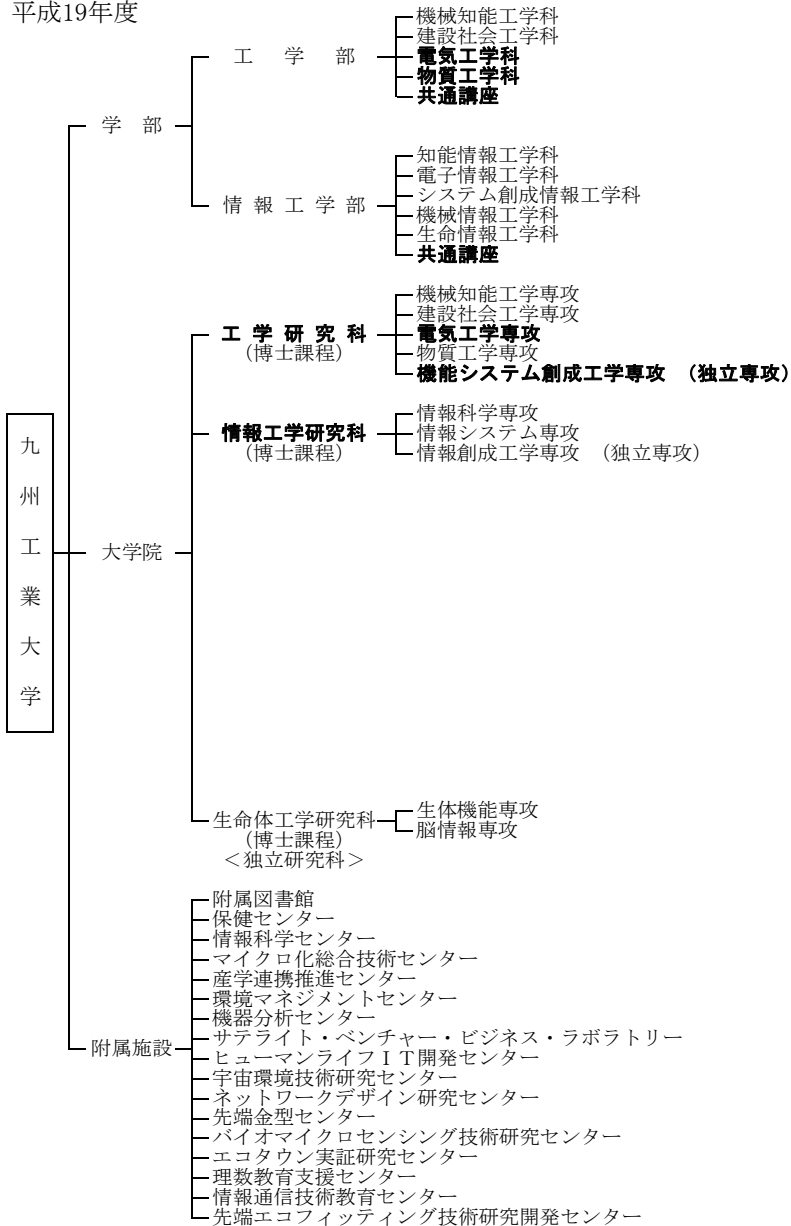 平成19年度
九州工業大学
学 部
工 学 部
機械知能工学科
建設社会工学科
電気工学科
物質工学科
共通講座
情 報 工 学 部
知能情報工学科
電子情報工学科
システム創成情報工学科
機械情報工学科
生命情報工学科
共通講座
大学院
工 学 研 究 科
(博士課程)
機械知能工学専攻
建設社会工学専攻
電気工学専攻
物質工学専攻
機能システム創成工学専攻 (独立専攻)
情報工学研究科
(博士課程)
情報科学専攻
情報システム専攻
情報創成工学専攻 (独立専攻)
生命体工学研究科
(博士課程)
<独立研究科>
生体機能専攻
脳情報専攻
附属施設
附属図書館
保健センター
情報科学センター
マイクロ化総合技術センター
産学連携推進センター
環境マネジメントセンター
機器分析センター
サテライト・ベンチャー・ビジネス・ラボラトリー
ヒューマンライフIT開発センター
宇宙環境技術研究センター
ネットワークデザイン研究センター
先端金型センター
バイオマイクロセンシング技術研究センター
エコタウン実証研究センター
理数教育支援センター
情報通信技術教育センター
先端エコフィッティング技術研究開発センター